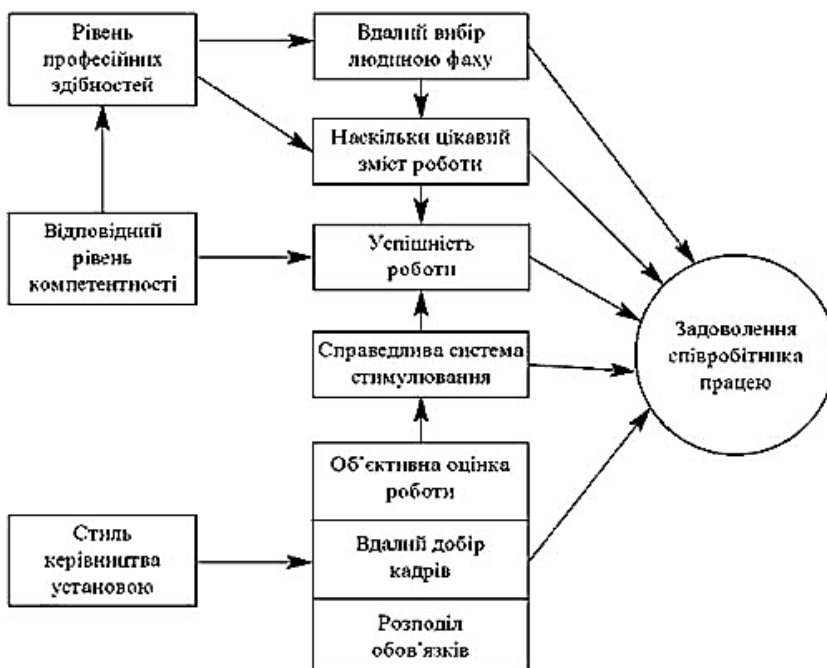 Рівень
професійних
здібностей
Вдалий вибір
людиною фаху
Наскільки цікавий
зміст роботи
Відповідний
рівень
компетентності
Успішність
роботи
Справедлива система
стимулювання
Задоволення
співробітника
працею
Об'єктивна оцінка
роботи
Стиль
керівництва
установою
Вдалий добір
кадрів
Розподіл
обов'язків